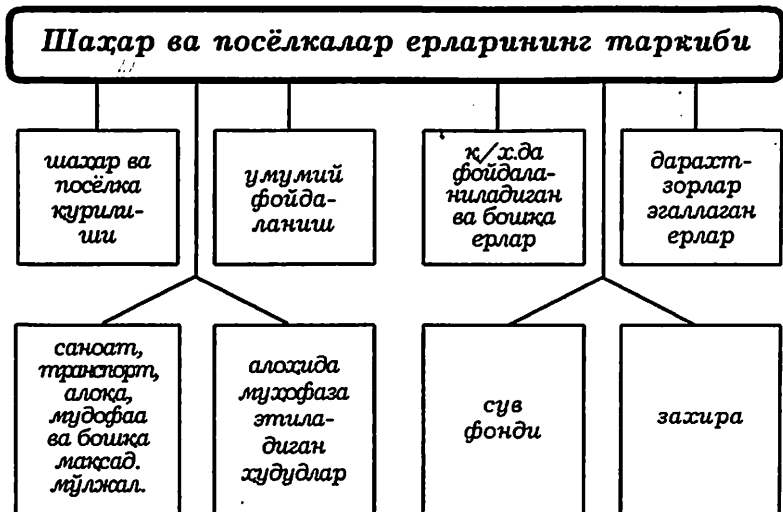 Шаҳар ва посёлкалар ерларининг таркиби
шаҳар ва
посёлка
қурили-
ши
умумий
фойда-
ланиш
қ/х.да
фойдала-
ниладиган
ва бошқа
ерлар
дарахт-
зорлар
эгаллаган
ерлар
саноат,
транспорт,
алоқа,
мудофаа
ва бошқа
мақсад.
мўлжал.
алоҳида
муҳофаза
этила-
диган
ҳудудлар
сув
фонди
захира